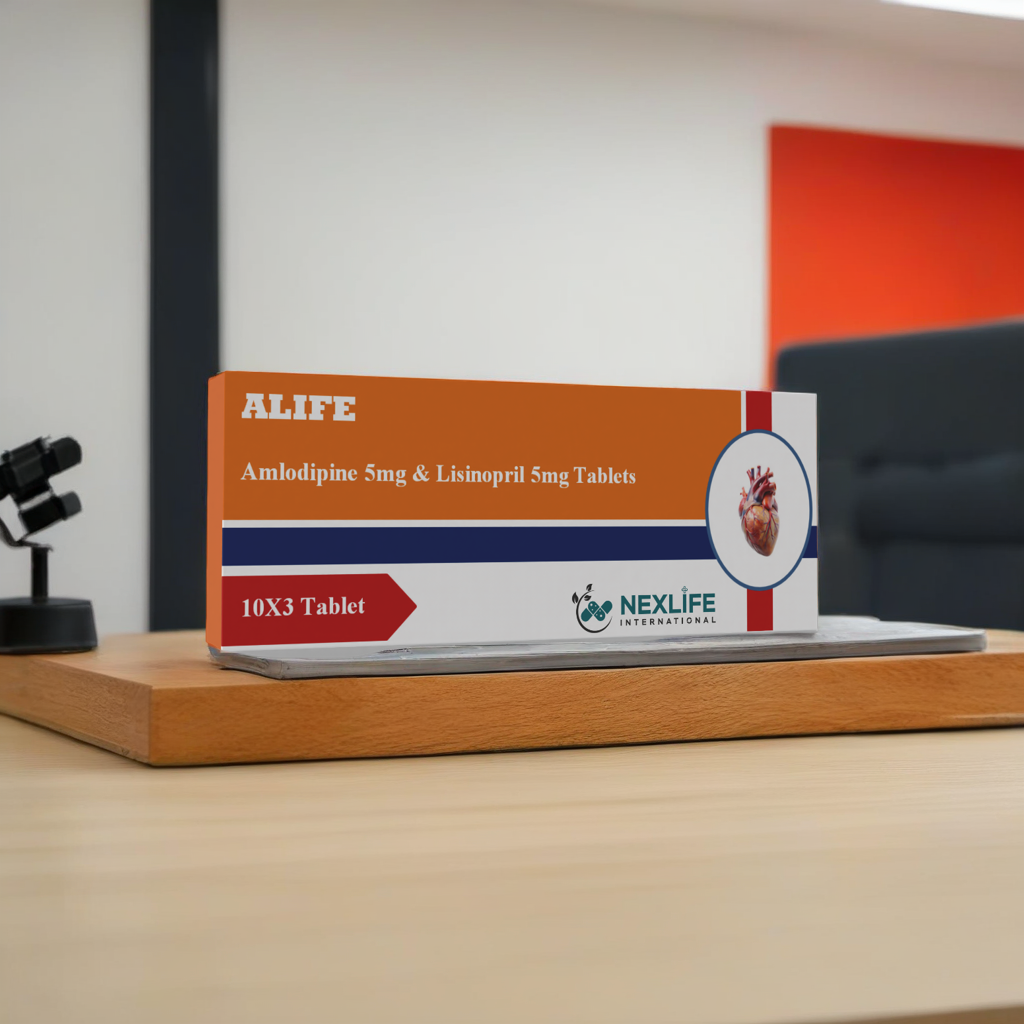 ALIFE
Amlodipine 5mg & Lisinopril 5mg Tablets
10X3 Tablet
NEXLIFE
INTERNATIONAL